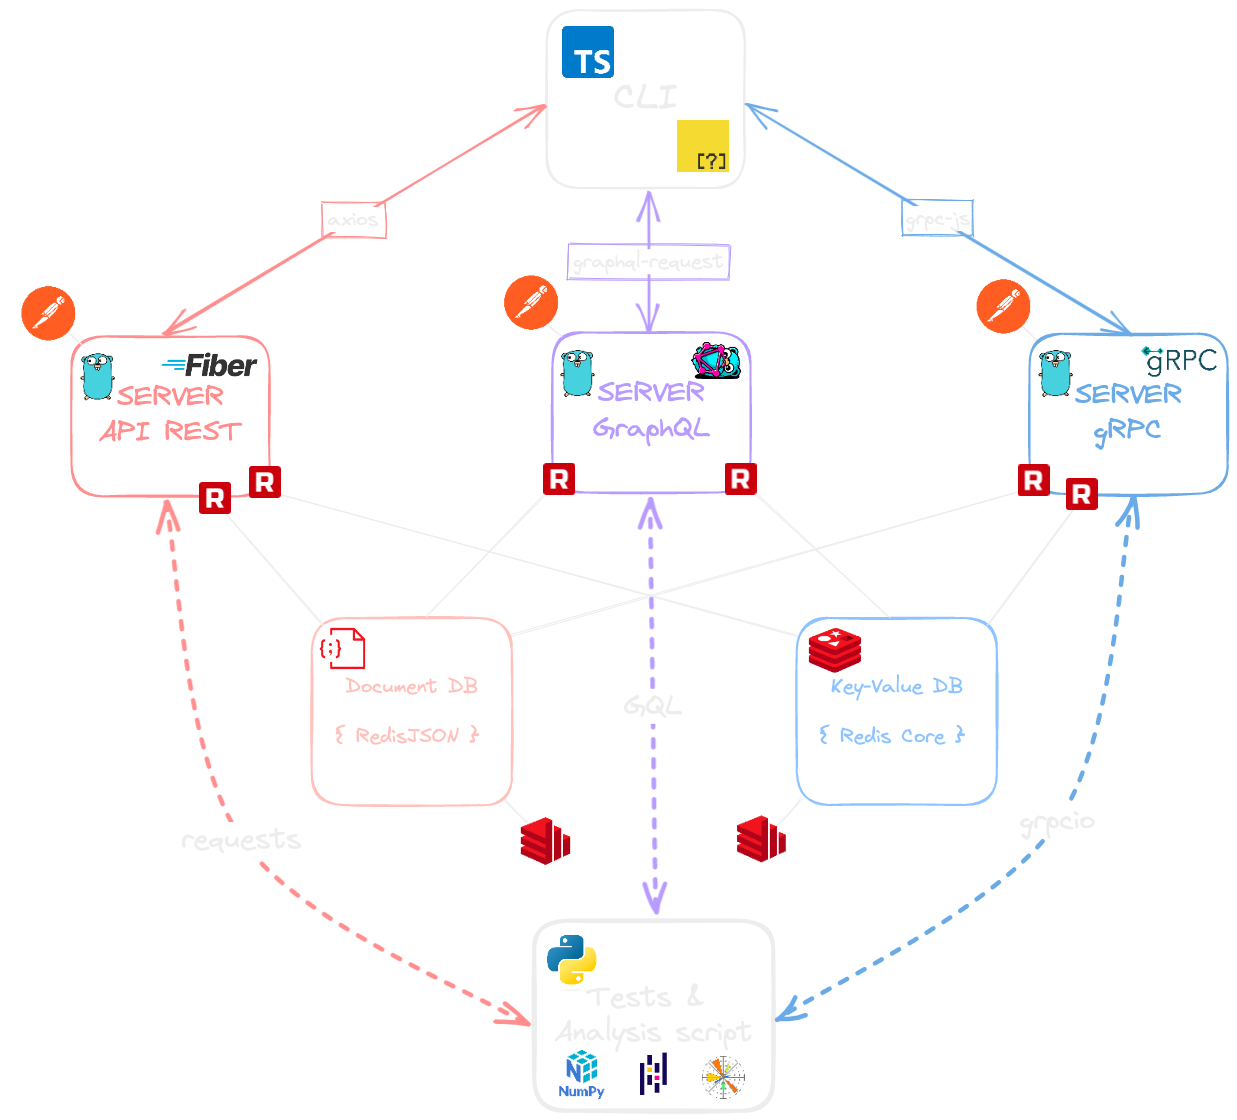 TS
CLI
[?]
axios
grpc-js
graphql-request
Fiber
SERVER
API REST
SERVER
GraphQL
gRPC
SERVER
gRPC
R
R
R
R
R
R
{;}
Document DB
{ RedisJSON }
Key-Value DB
{ Redis Core }
GQL
requests
grpcio
Tests &
Analysis script
NumPy